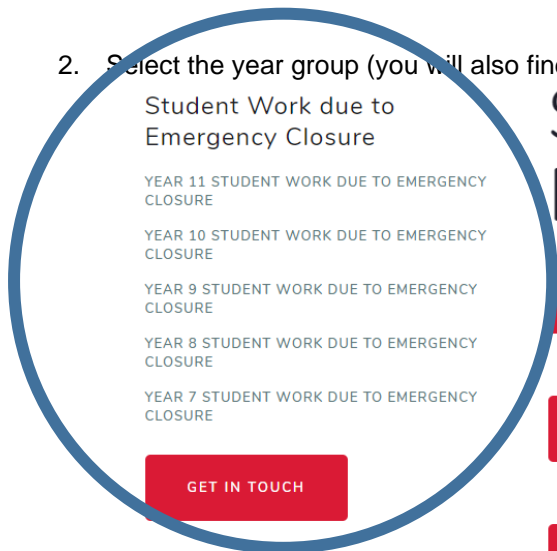 2. Select the year group (you will also
Student Work due to
Emergency Closure
YEAR 11 STUDENT WORK DUE TO EMERGENCY
CLOSURE
YEAR 10 STUDENT WORK DUE TO EMERGENCY
CLOSURE
YEAR 9 STUDENT WORK DUE TO EMERGENCY
CLOSURE
YEAR 8 STUDENT WORK DUE TO EMERGENCY
CLOSURE
YEAR 7 STUDENT WORK DUE TO EMERGENCY
CLOSURE
GET IN TOUCH